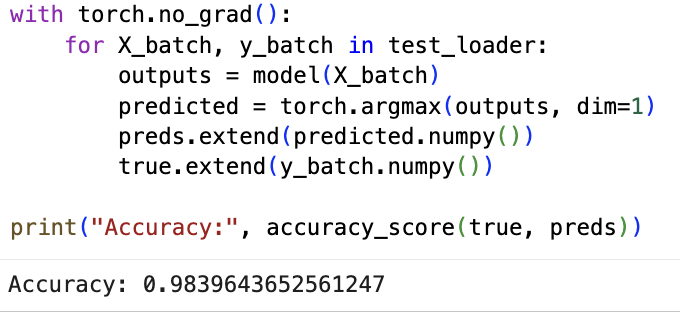 with torch.no_grad():
    for X_batch, y_batch in test_loader:
        outputs = model(X_batch)
        predicted = torch.argmax(outputs, dim=1)
        preds.extend(predicted.numpy())
        true.extend(y_batch.numpy())

print("Accuracy:", accuracy_score(true, preds))
Accuracy: 0.9839643652561247